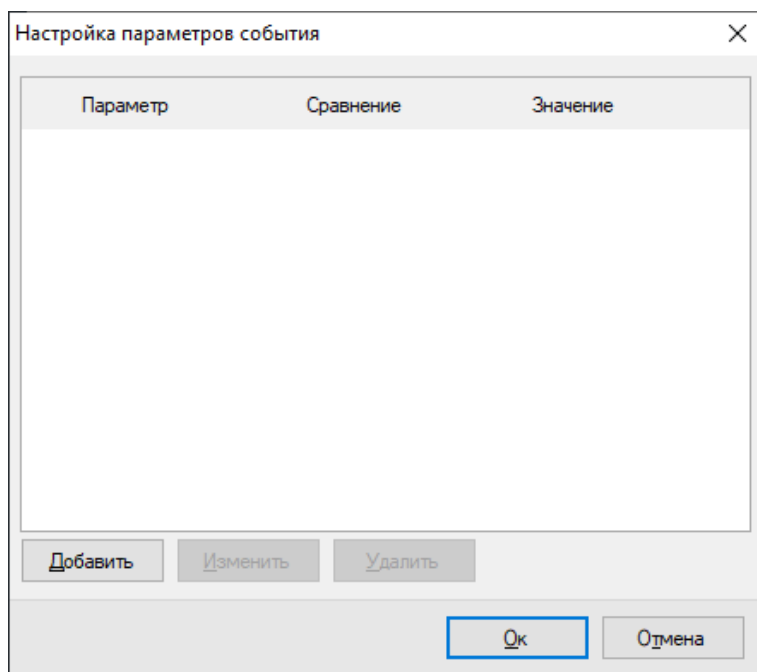 Настройка параметров события
Параметр Сравнение Значение
Добавить Изменить Удалить
Ок Отмена